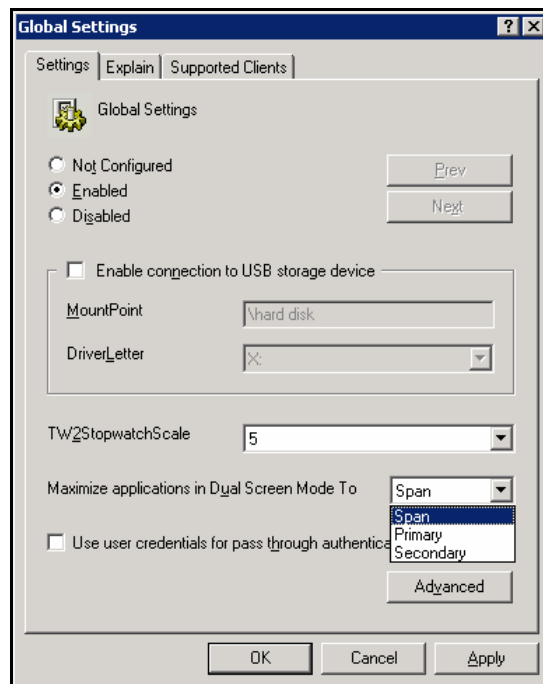 Global Settings
Settings Explain Supported Clients
Global Settings
Not Configured
Enabled
Disabled
Prev
Next
Enable connection to USB storage device
MountPoint
\hard disk
DriverLetter
X:
TW2StopwatchScale
5
Maximize applications in Dual Screen Mode To
Span
Span
Primary
Secondary
Use user credentials for pass through
Advanced
OK Cancel Apply